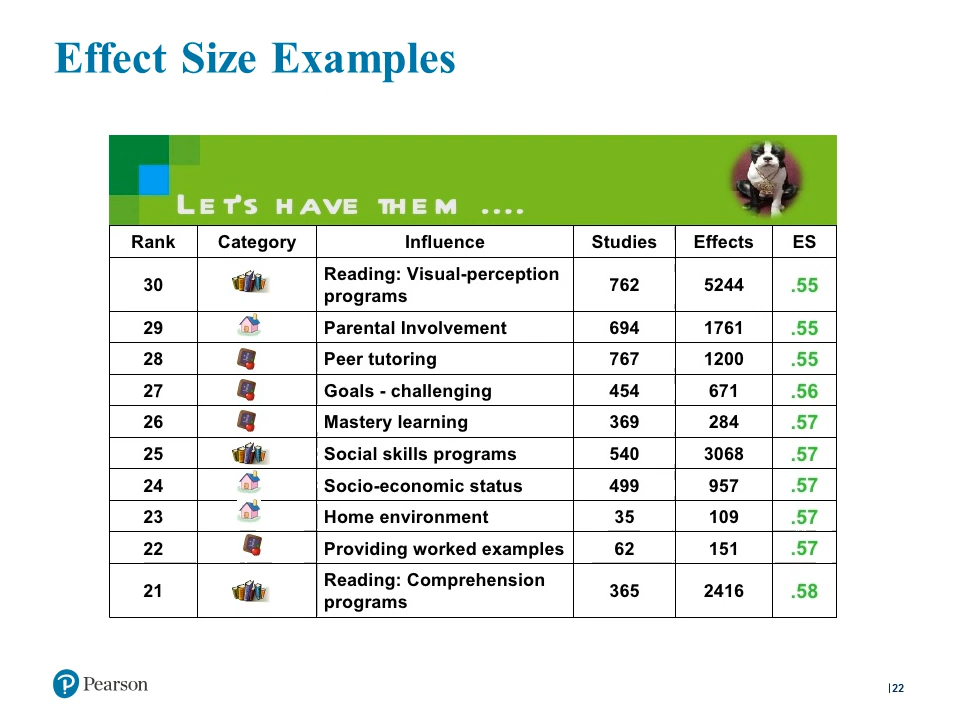 Effect Size Examples
Let's have them ....
Rank Category Influence Studies Effects ES
30 Reading: Visual-perception programs 762 5244 .55
29 Parental Involvement 694 1761 .55
28 Peer tutoring 767 1200 .55
27 Goals - challenging 454 671 .56
26 Mastery learning 369 284 .57
25 Social skills programs 540 3068 .57
24 Socio-economic status 499 957 .57
23 Home environment 35 109 .57
22 Providing worked examples 62 151 .57
21 Reading: Comprehension programs 365 2416 .58
P Pearson
|22